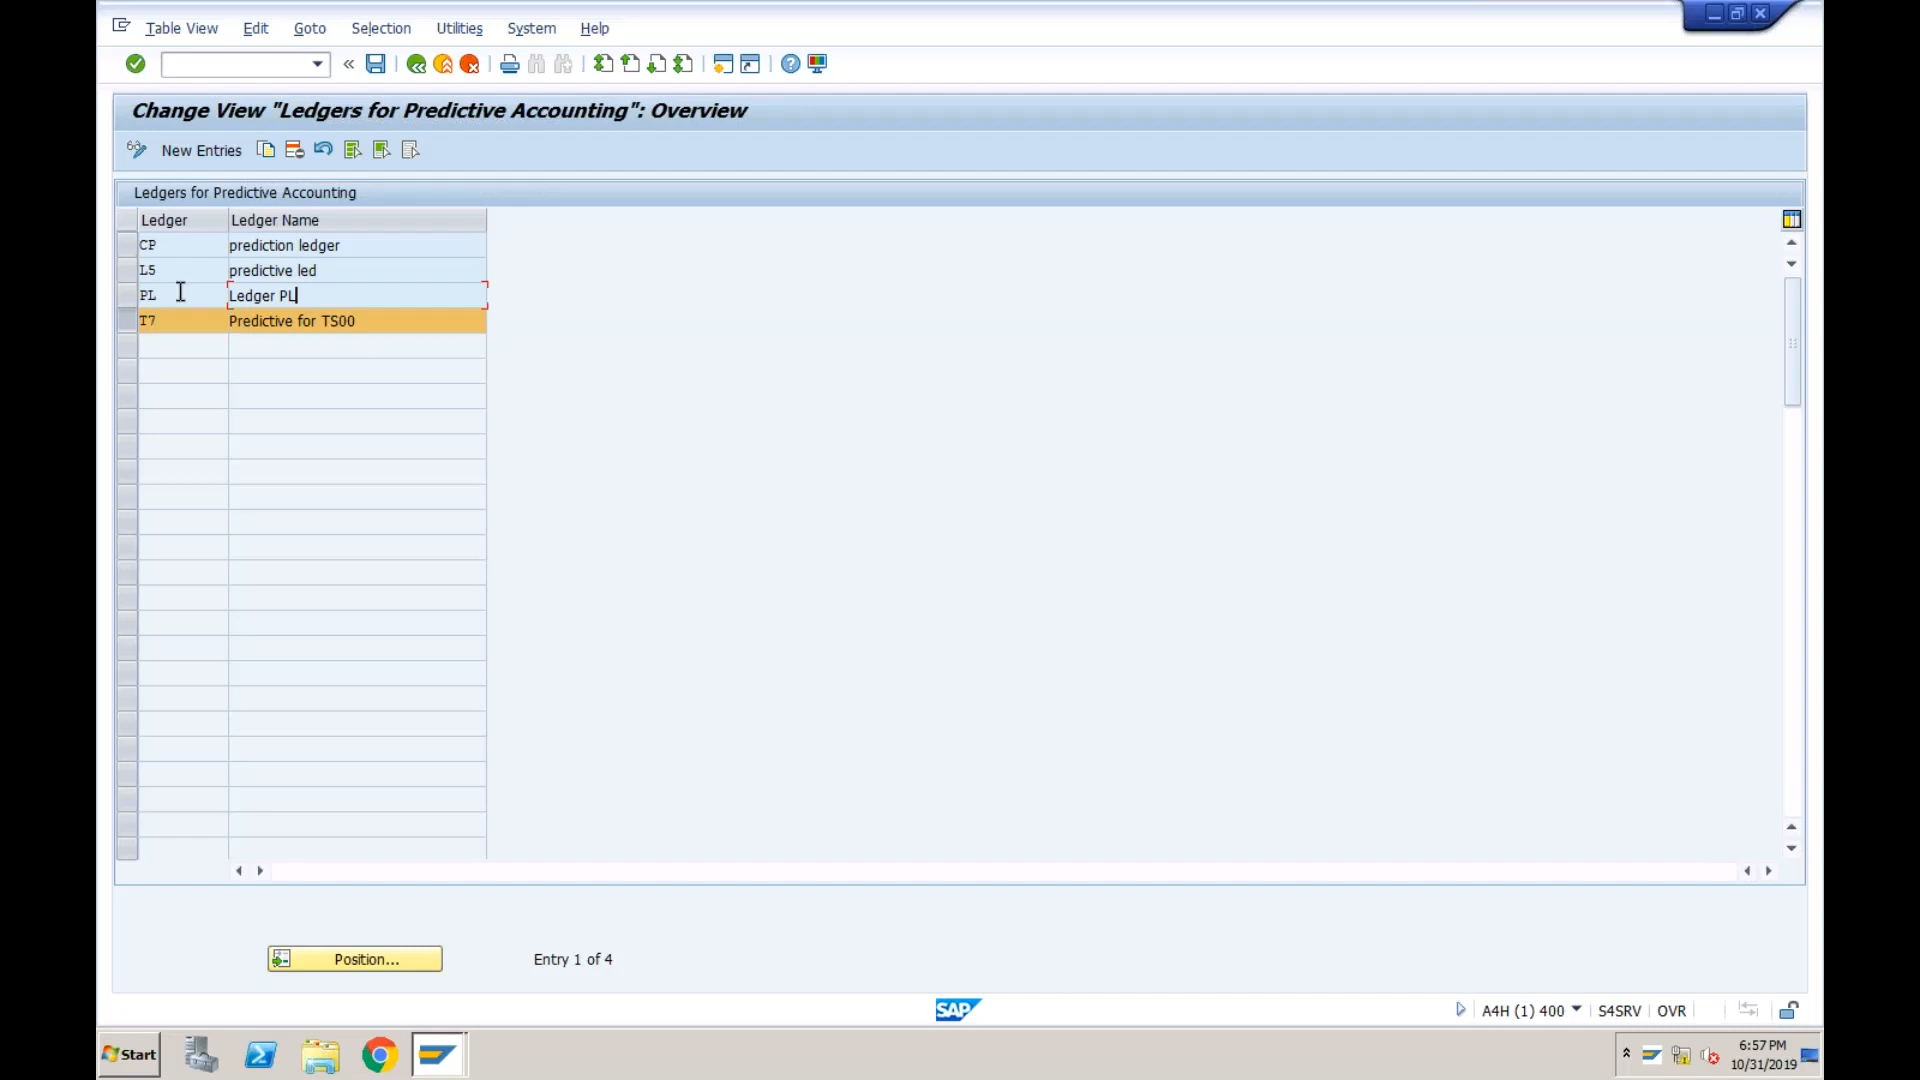 Table View Edit Goto Selection Utilities System Help
Change View "Ledgers for Predictive Accounting": Overview
New Entries
Ledgers for Predictive Accounting
Ledger Ledger Name
CP prediction ledger
L5 predictive led
PL Ledger PL
T7 Predictive for TS00
Position... Entry 1 of 4
SAP A4H (1) 400 S4SRV OVR
Start 6:57 PM
10/31/2019